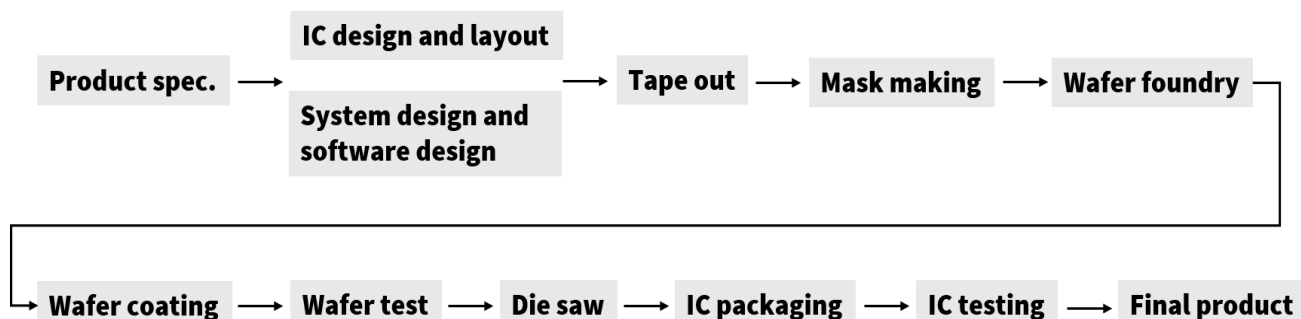 Product spec.
IC design and layout
System design and
software design
Tape out
Mask making
Wafer foundry
Wafer coating
Wafer test
Die saw
IC packaging
IC testing
Final product